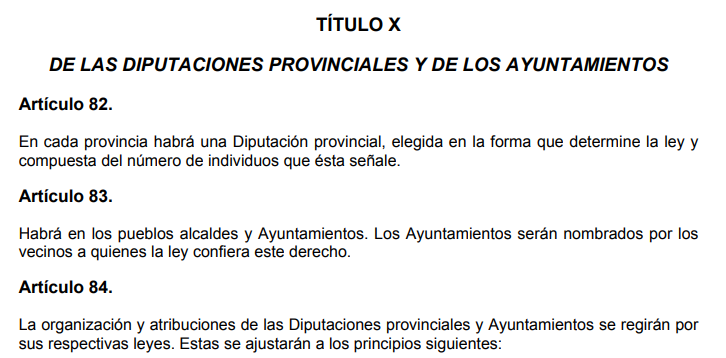 TÍTULO X
DE LAS DIPUTACIONES PROVINCIALES Y DE LOS AYUNTAMIENTOS
Artículo 82.
En cada provincia habrá una Diputación provincial, elegida en la forma que determine la ley y
compuesta del número de individuos que ésta señale.
Artículo 83.
Habrá en los pueblos alcaldes y Ayuntamientos. Los Ayuntamientos serán nombrados por los
vecinos a quienes la ley confiera este derecho.
Artículo 84.
La organización y atribuciones de las Diputaciones provinciales y Ayuntamientos se regirán por
sus respectivas leyes. Estas se ajustarán a los principios siguientes: